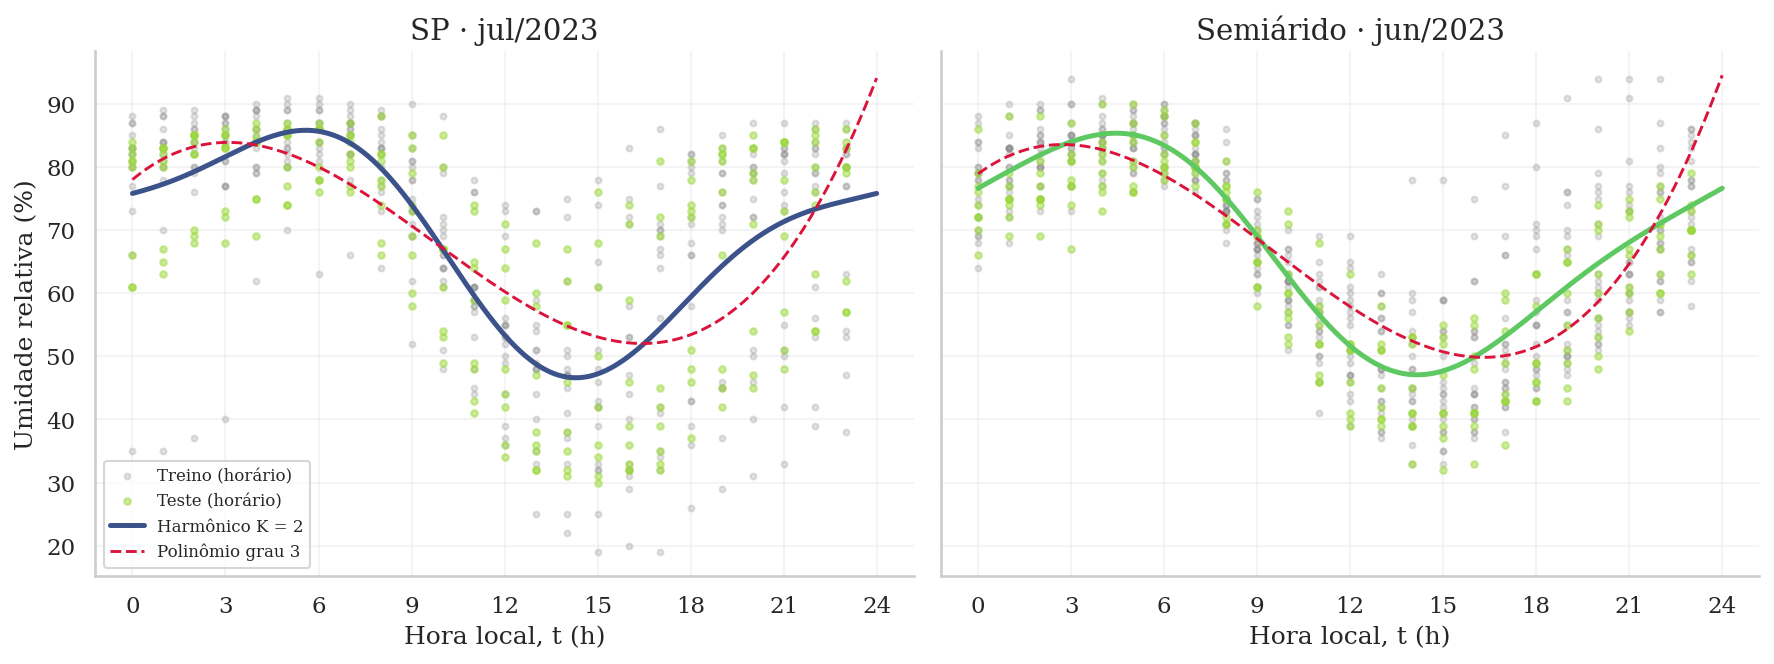 SP · jul/2023
Semiárido · jun/2023
Umidade relativa (%)
90
80
70
60
50
40
30
20
Treino (horário)
Teste (horário)
Harmônico K = 2
Polinômio grau 3
0 3 6 9 12 15 18 21 24
0 3 6 9 12 15 18 21 24
Hora local, t (h)
Hora local, t (h)